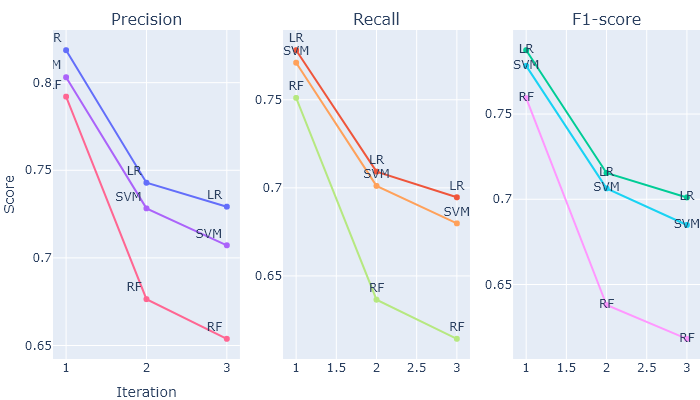 Precision
Recall
F1-score
Score
0.8
0.75
0.7
0.65
R
M
F
LR
SVM
RF
LR
SVM
RF
1
2
3
Iteration
0.75
0.7
0.65
LR
SVM
RF
LR
SVM
RF
LR
SVM
RF
1
1.5
2
2.5
3
0.75
0.7
0.65
LR
SVM
RF
LR
SVM
RF
LR
SVM
RF
1
1.5
2
2.5
3